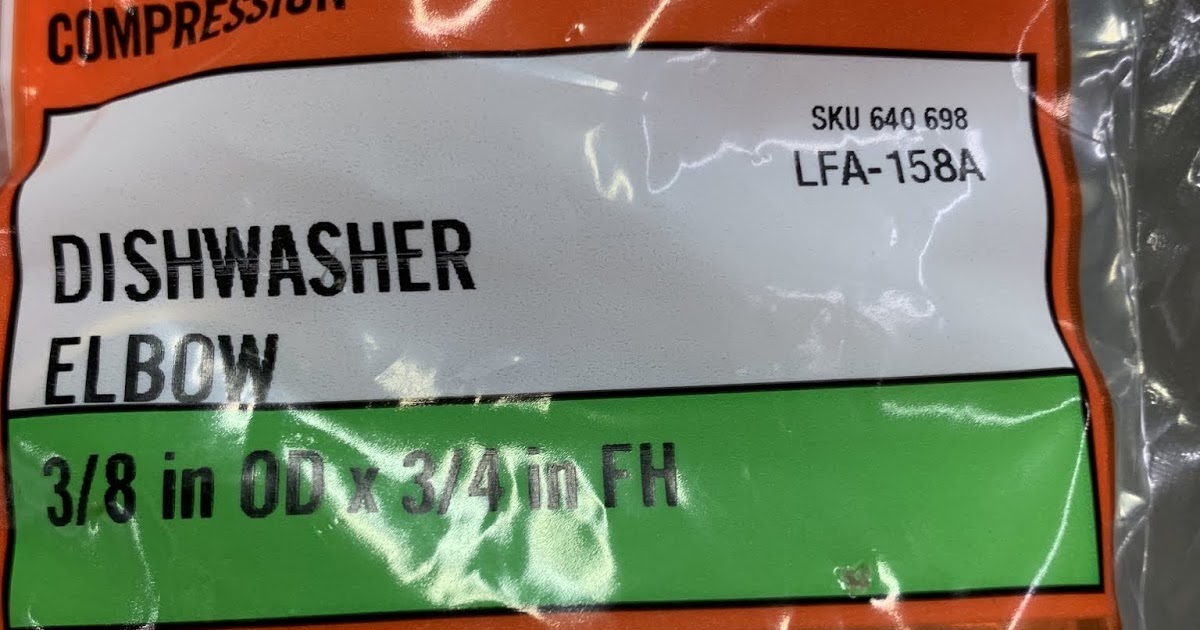 COMPRESSION
SKU 640 698
LFA-158A
DISHWASHER
ELBOW
3/8 in OD x 3/4 in FH